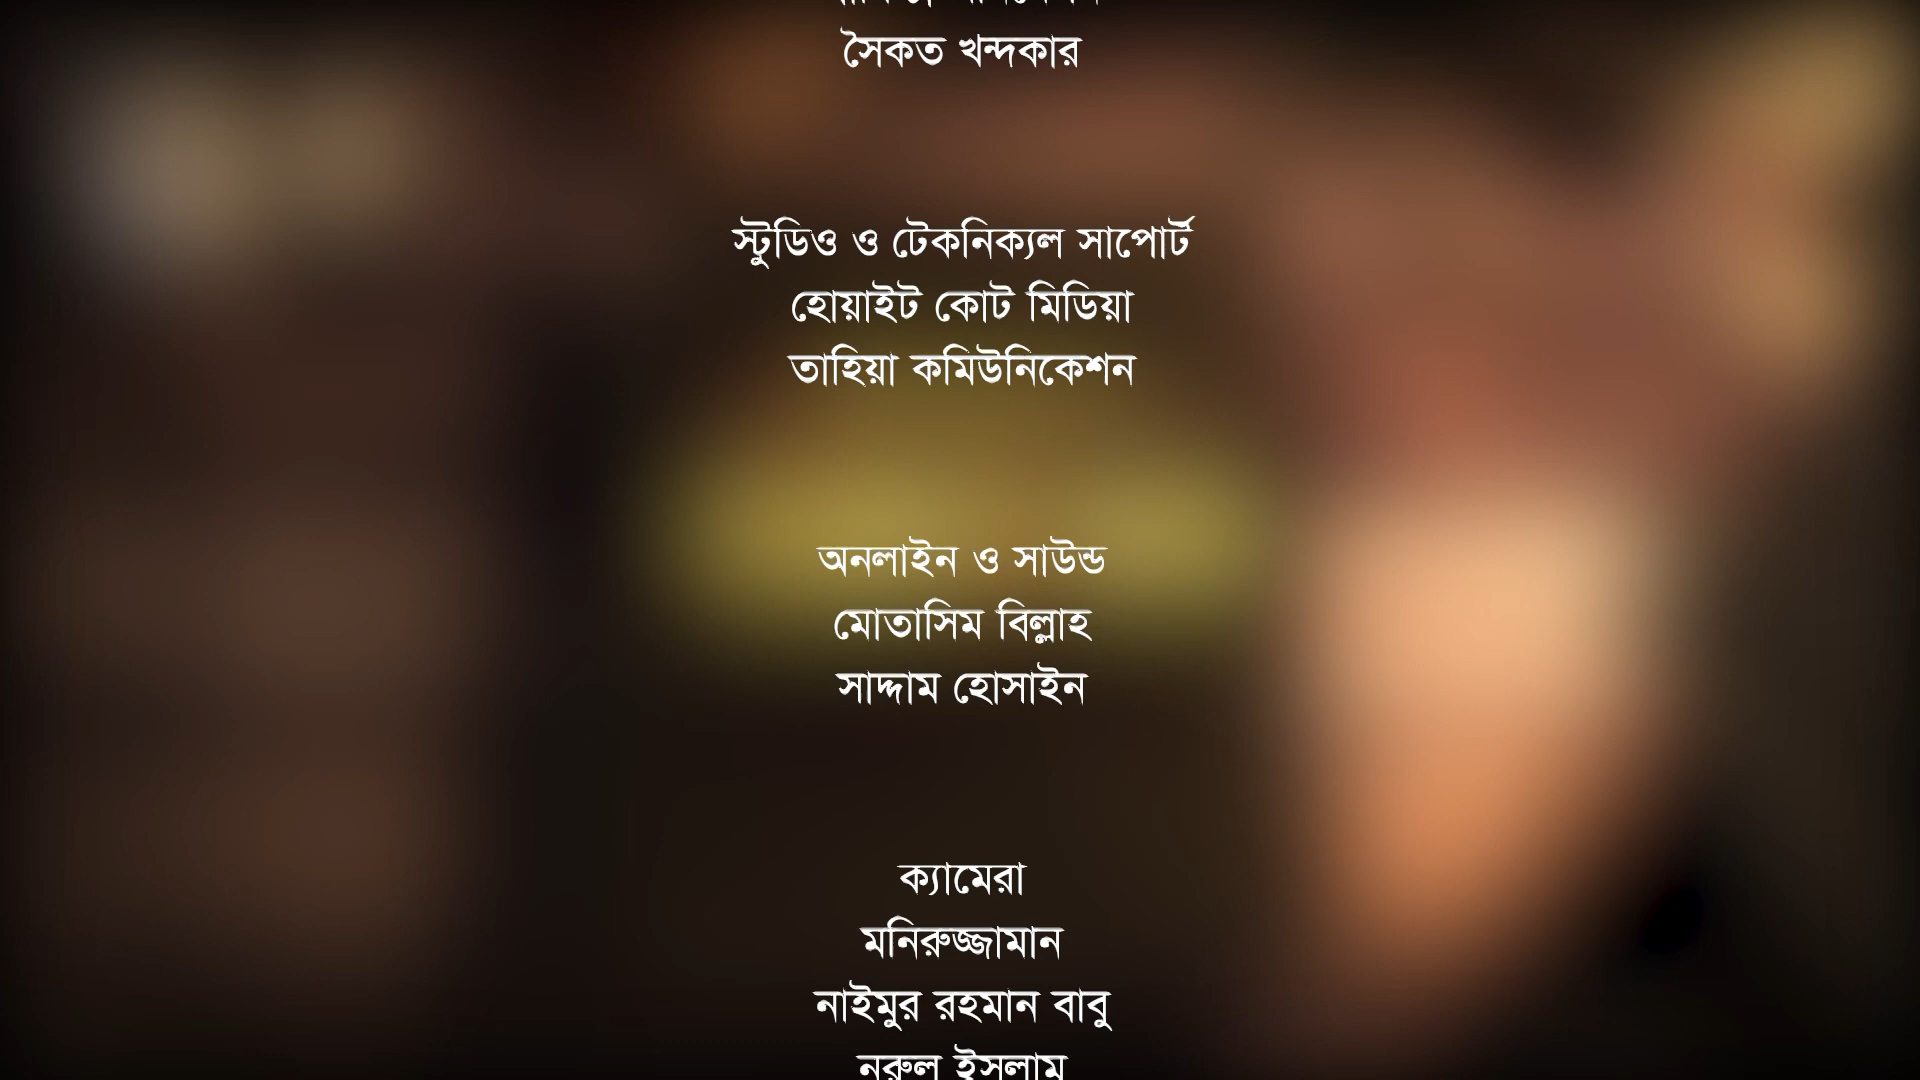 সৈকত খন্দকার
স্টুডিও ও টেকনিক্যল সাপোর্ট
হোয়াইট কোট মিডিয়া
তাহিয়া কমিউনিকেশন
অনলাইন ও সাউন্ড
মোতাসিম বিল্লাহ
সাদ্দাম হোসাইন
ক্যামেরা
মনিরুজ্জামান
নাইমুর রহমান বাবু
ইসলাম